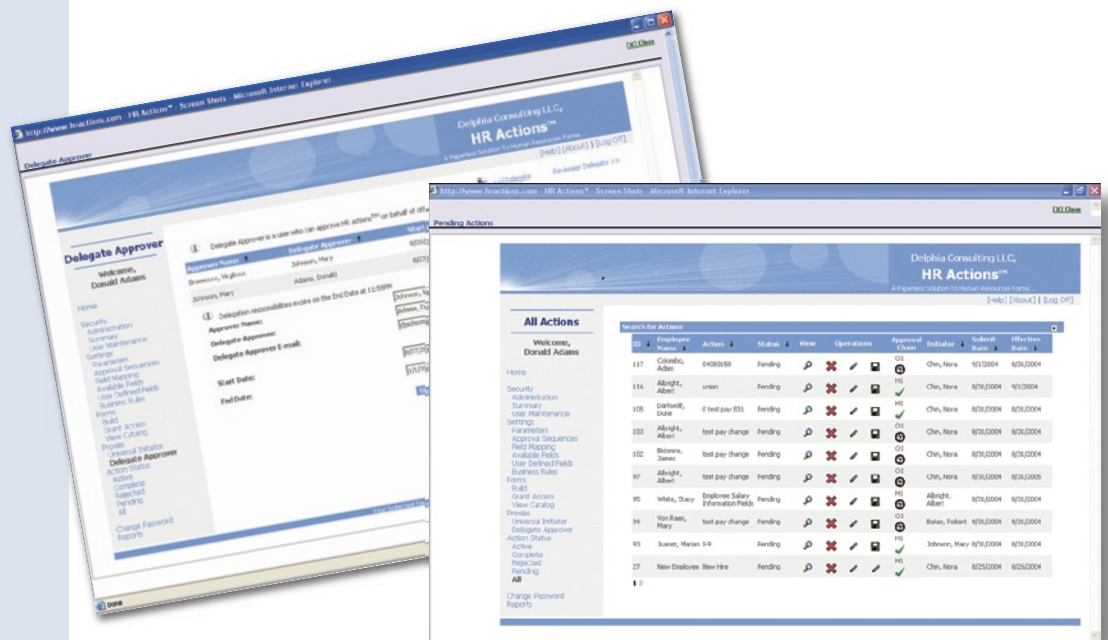 http://www.hractions.com - HR Actions™ - Screen Shots - Microsoft Internet Explorer
[X] Close
Delegate Approver
Delphia Consulting LLC,
HR Actions™
A Paperless Solution To Human Resources Forms...
[Help] [About] | [Log Off]
Re-Assign Delegate >>
Delegate Approver
Welcome,
Donald Adams
Home
Security
Administration
Summary
User Maintenance
Settings
Parameters
Approval Sequences
Field Mapping
Available Fields
User Defined Fields
Business Rules
Forms
Build
Grant Access
View Catalog
Proxies
Universal Initiator
Delegate Approver
Action Status
Active
Complete
Rejected
Pending
All
Change Password
Reports
Delegate Approver is a user who can approve HR actions™ on behalf of
Approver Name Delegate Approver Start
Johnson, Mary
Johnson, Mary Adams, Donald
Delegation responsibilities expire on the End Date at 11:59PM
Approver Name:
Delegate Approver:
Delegate Approver E-mail:
Start Date:
End Date:
Done
http://www.hractions.com - HR Actions™ - Screen Shots - Microsoft Internet Explorer
[X] Close
Pending Actions
Delphia Consulting LLC,
HR Actions™
A Paperless Solution To Human Resources Forms...
[Help] [About] | [Log Off]
All Actions
Welcome,
Donald Adams
Home
Security
Administration
Summary
User Maintenance
Settings
Parameters
Approval Sequences
Field Mapping
Available Fields
User Defined Fields
Business Rules
Forms
Build
Grant Access
View Catalog
Proxies
Universal Initiator
Delegate Approver
Action Status
Active
Complete
Rejected
Pending
All
Change Password
Reports
Search for Actions
ID Employee Name Action Status View Operations Approval Chain Initiator Submit Date Effective Date
117 Colombo, Adam Pending O1 Chn, Nora 9/1/2004 8/31/2004
116 Albright, Albert union Pending M1 Chn, Nora 8/31/2004 9/1/2004
105 Darkwolf, Duke E test pay E01 Pending M1 Chn, Nora 8/31/2004 8/31/2004
103 Albright, Albert test pay change Pending O1 Chn, Nora 8/31/2004 8/31/2004
102 James test pay change Pending O1 Chn, Nora 8/31/2004 8/31/2004
97 Albright, Albert test pay change Pending O1 Chn, Nora 8/31/2004 8/31/2005
95 White, Stacy Employee Salary Information Fields Pending M1 Albright, Albert 8/31/2004 8/31/2004
94 Von Raes, Mary test pay change Pending O1 Robert 8/31/2004 8/31/2004
93 Juarez, Marian I-9 Pending M1 Johnson, Mary 8/31/2004 8/31/2004
27 New Employee New Hire Pending M1 Chn, Nora 8/25/2004 8/26/2004
1 2